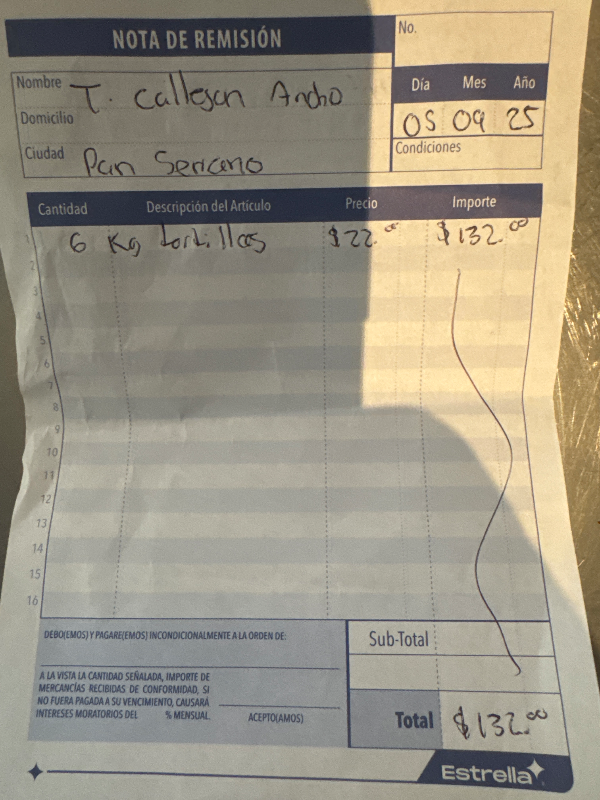 NOTA DE REMISIÓN
No.
Nombre T. Callejon Ancho
Domicilio
Ciudad Pan Serrano
Día Mes Año
05 09 25
Condiciones
Cantidad Descripción del Artículo Precio Importe
1 6 Kg tortillas $22.00 $132.00
2
3
4
5
6
7
8
9
10
11
12
13
14
15
16
DEBO(EMOS) Y PAGARE(EMOS) INCONDICIONALMENTE A LA ORDEN DE:
Sub-Total
A LA VISTA LA CANTIDAD SEÑALADA, IMPORTE DE
MERCANCÍAS RECIBIDAS DE CONFORMIDAD, SI
NO FUERA PAGADA A SU VENCIMIENTO, CAUSARÁ
INTERESES MORATORIOS DEL % MENSUAL. ACEPTO(AMOS)
Total $132.00
Estrella